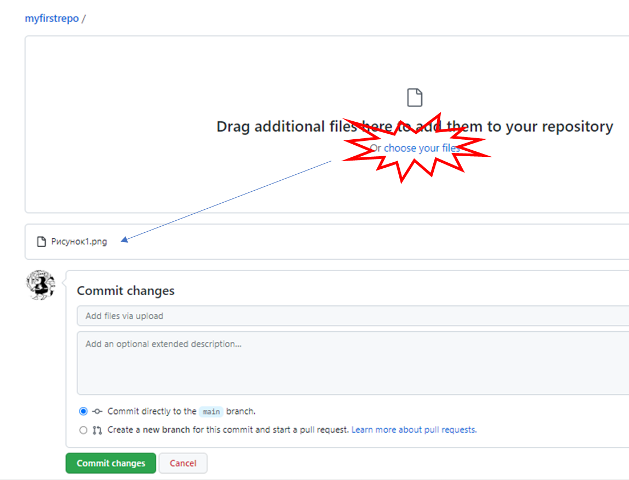 myfirstrepo /
Drag additional files here to add them to your repository
Or choose your files
Рисунок1.png
Commit changes
Add files via upload
Add an optional extended description...
Commit directly to the main branch.
Create a new branch for this commit and start a pull request. Learn more about pull requests.
Commit changes
Cancel